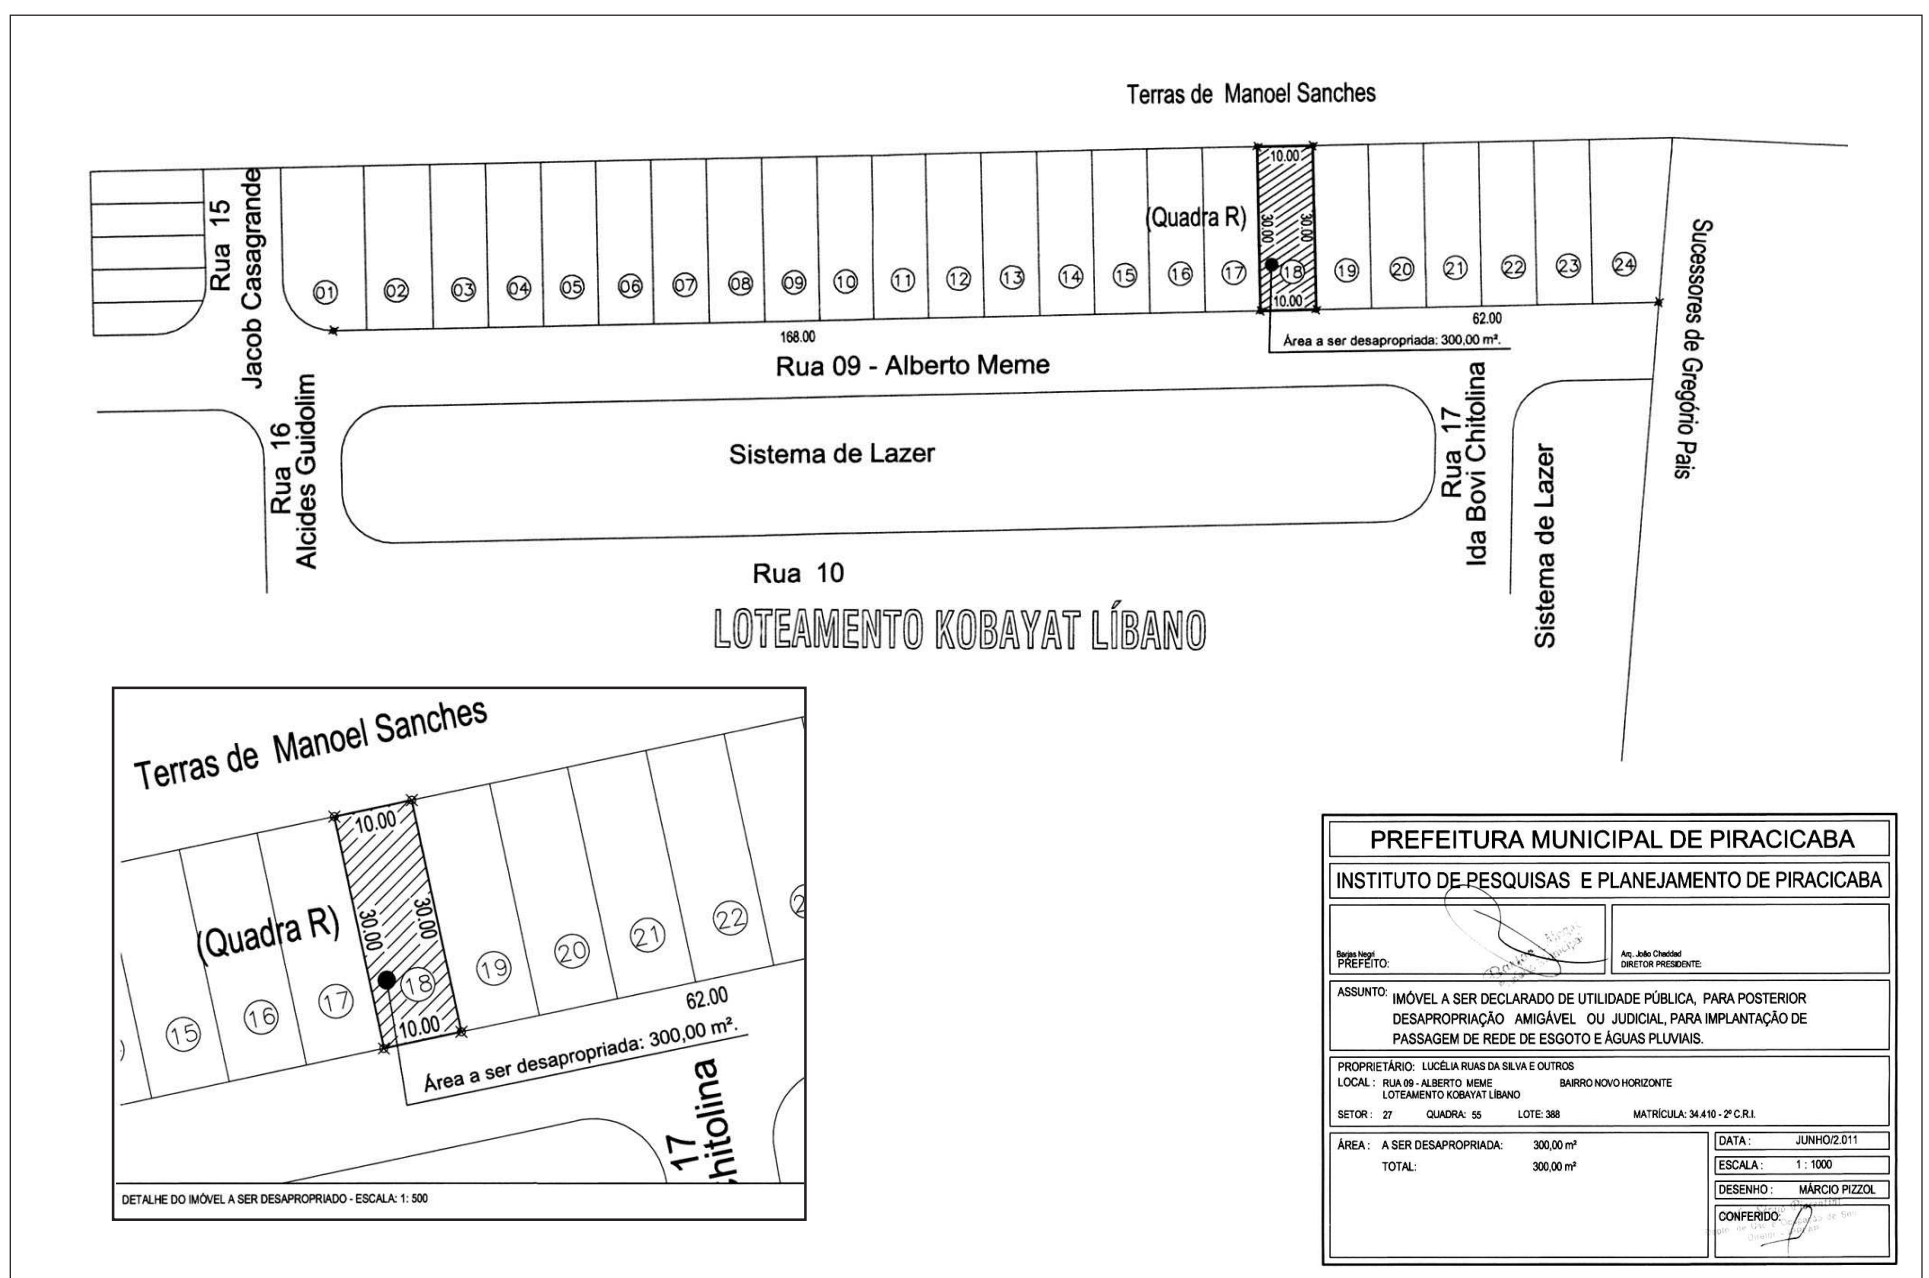 Terras de Manoel Sanches
Rua 15
Jacob Casagrande
(Quadra R)
10.00
30.00
30.00
10.00
01
02
03
04
05
06
07
08
09
10
11
12
13
14
15
16
17
18
19
20
21
22
23
24
168.00
62.00
Área a ser desapropriada: 300,00 m².
Rua 09 - Alberto Meme
Sucessores de Gregório Pais
Rua 16
Alcides Guidolim
Sistema de Lazer
Rua 17
Ida Bovi Chitolina
Sistema de Lazer
Rua 10
LOTEAMENTO KOBAYAT LÍBANO
Terras de Manoel Sanches
10.00
30.00
30.00
(Quadra R)
15
16
17
18
19
20
21
22
10.00
62.00
Área a ser desapropriada: 300,00 m².
17
hitolina
DETALHE DO IMÓVEL A SER DESAPROPRIADO - ESCALA: 1: 500
PREFEITURA MUNICIPAL DE PIRACICABA
INSTITUTO DE PESQUISAS E PLANEJAMENTO DE PIRACICABA
Barjas Negri
PREFEITO:
Arq. João Chaddad
DIRETOR PRESIDENTE:
ASSUNTO: IMÓVEL A SER DECLARADO DE UTILIDADE PÚBLICA, PARA POSTERIOR
DESAPROPRIAÇÃO AMIGÁVEL OU JUDICIAL, PARA IMPLANTAÇÃO DE
PASSAGEM DE REDE DE ESGOTO E ÁGUAS PLUVIAIS.
PROPRIETÁRIO: LUCÉLIA RUAS DA SILVA E OUTROS
LOCAL: RUA 09 - ALBERTO MEME BAIRRO NOVO HORIZONTE
LOTEAMENTO KOBAYAT LÍBANO
SETOR: 27 QUADRA: 55 LOTE: 388 MATRÍCULA: 34.410 - 2º C.R.I.
ÁREA: A SER DESAPROPRIADA: 300,00 m²
TOTAL: 300,00 m²
DATA: JUNHO/2.011
ESCALA: 1 : 1000
DESENHO: MÁRCIO PIZZOL
CONFERIDO: